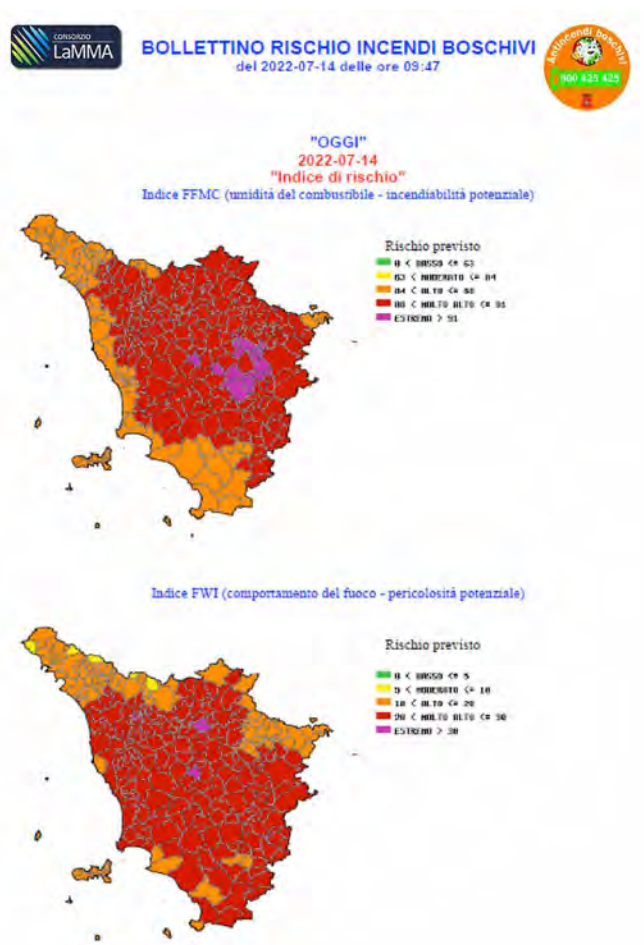 CONSORZIO
LaMMA
BOLLETTINO RISCHIO INCENDI BOSCHIVI
del 2022-07-14 delle ore 09:47
Antincendi boschivi
800 425 425
"OGGI"
2022-07-14
"Indice di rischio"
Indice FFMC (umidità del combustibile - incendiabilità potenziale)
Rischio previsto
0 < BASSO <= 63
63 < MODERATO <= 84
84 < ALTO <= 88
88 < MOLTO ALTO <= 91
ESTREMO > 91
Indice FWI (comportamento del fuoco - pericolosità potenziale)
Rischio previsto
0 < BASSO <= 5
5 < MODERATO <= 10
10 < ALTO <= 20
20 < MOLTO ALTO <= 30
ESTREMO > 30